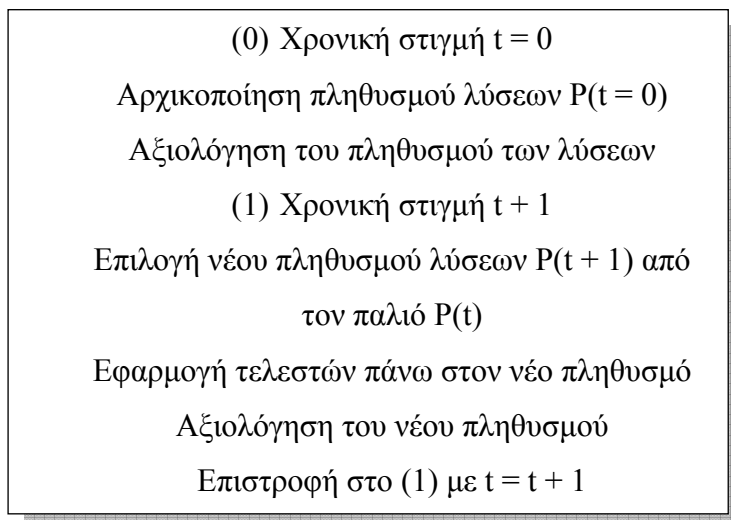 (0) Χρονική στιγμή t = 0
Αρχικοποίηση πληθυσμού λύσεων P(t = 0)
Αξιολόγηση του πληθυσμού των λύσεων
(1) Χρονική στιγμή t + 1
Επιλογή νέου πληθυσμού λύσεων P(t + 1) από
τον παλιό P(t)
Εφαρμογή τελεστών πάνω στον νέο πληθυσμό
Αξιολόγηση του νέου πληθυσμού
Επιστροφή στο (1) με t = t + 1